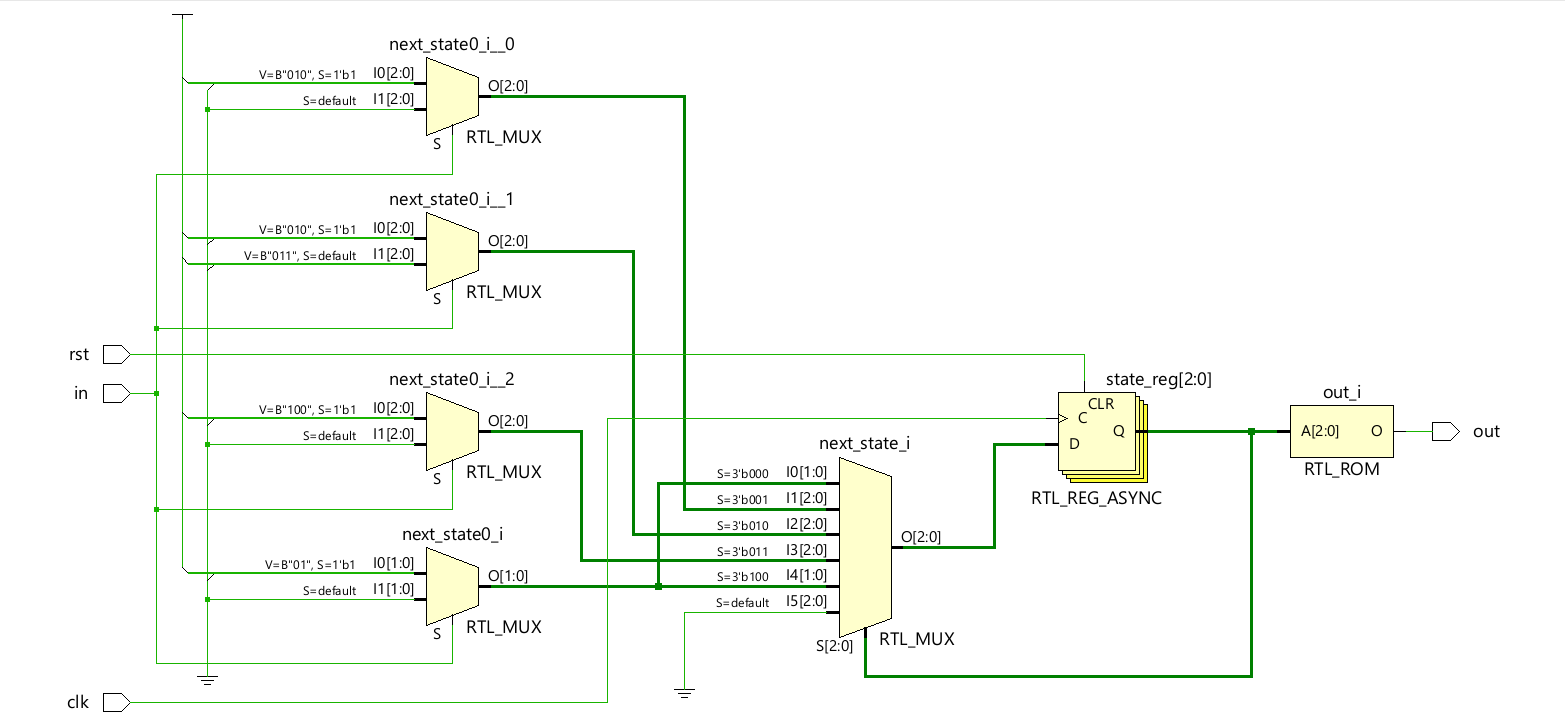 next_state0_i__0
V=B"010", S=1'b1 I0[2:0]
S=default I1[2:0]
O[2:0]
S
RTL_MUX
next_state0_i__1
V=B"010", S=1'b1 I0[2:0]
V=B"011", S=default I1[2:0]
O[2:0]
S
RTL_MUX
rst
in
next_state0_i__2
V=B"100", S=1'b1 I0[2:0]
S=default I1[2:0]
O[2:0]
S
RTL_MUX
next_state0_i
V=B"01", S=1'b1 I0[1:0]
S=default I1[1:0]
O[1:0]
S
RTL_MUX
clk
next_state_i
S=3'b000 I0[1:0]
S=3'b001 I1[2:0]
S=3'b010 I2[2:0]
S=3'b011 I3[2:0]
S=3'b100 I4[1:0]
S=default I5[2:0]
O[2:0]
S[2:0]
RTL_MUX
state_reg[2:0]
CLR
C
Q
D
RTL_REG_ASYNC
out_i
A[2:0] O
RTL_ROM
out